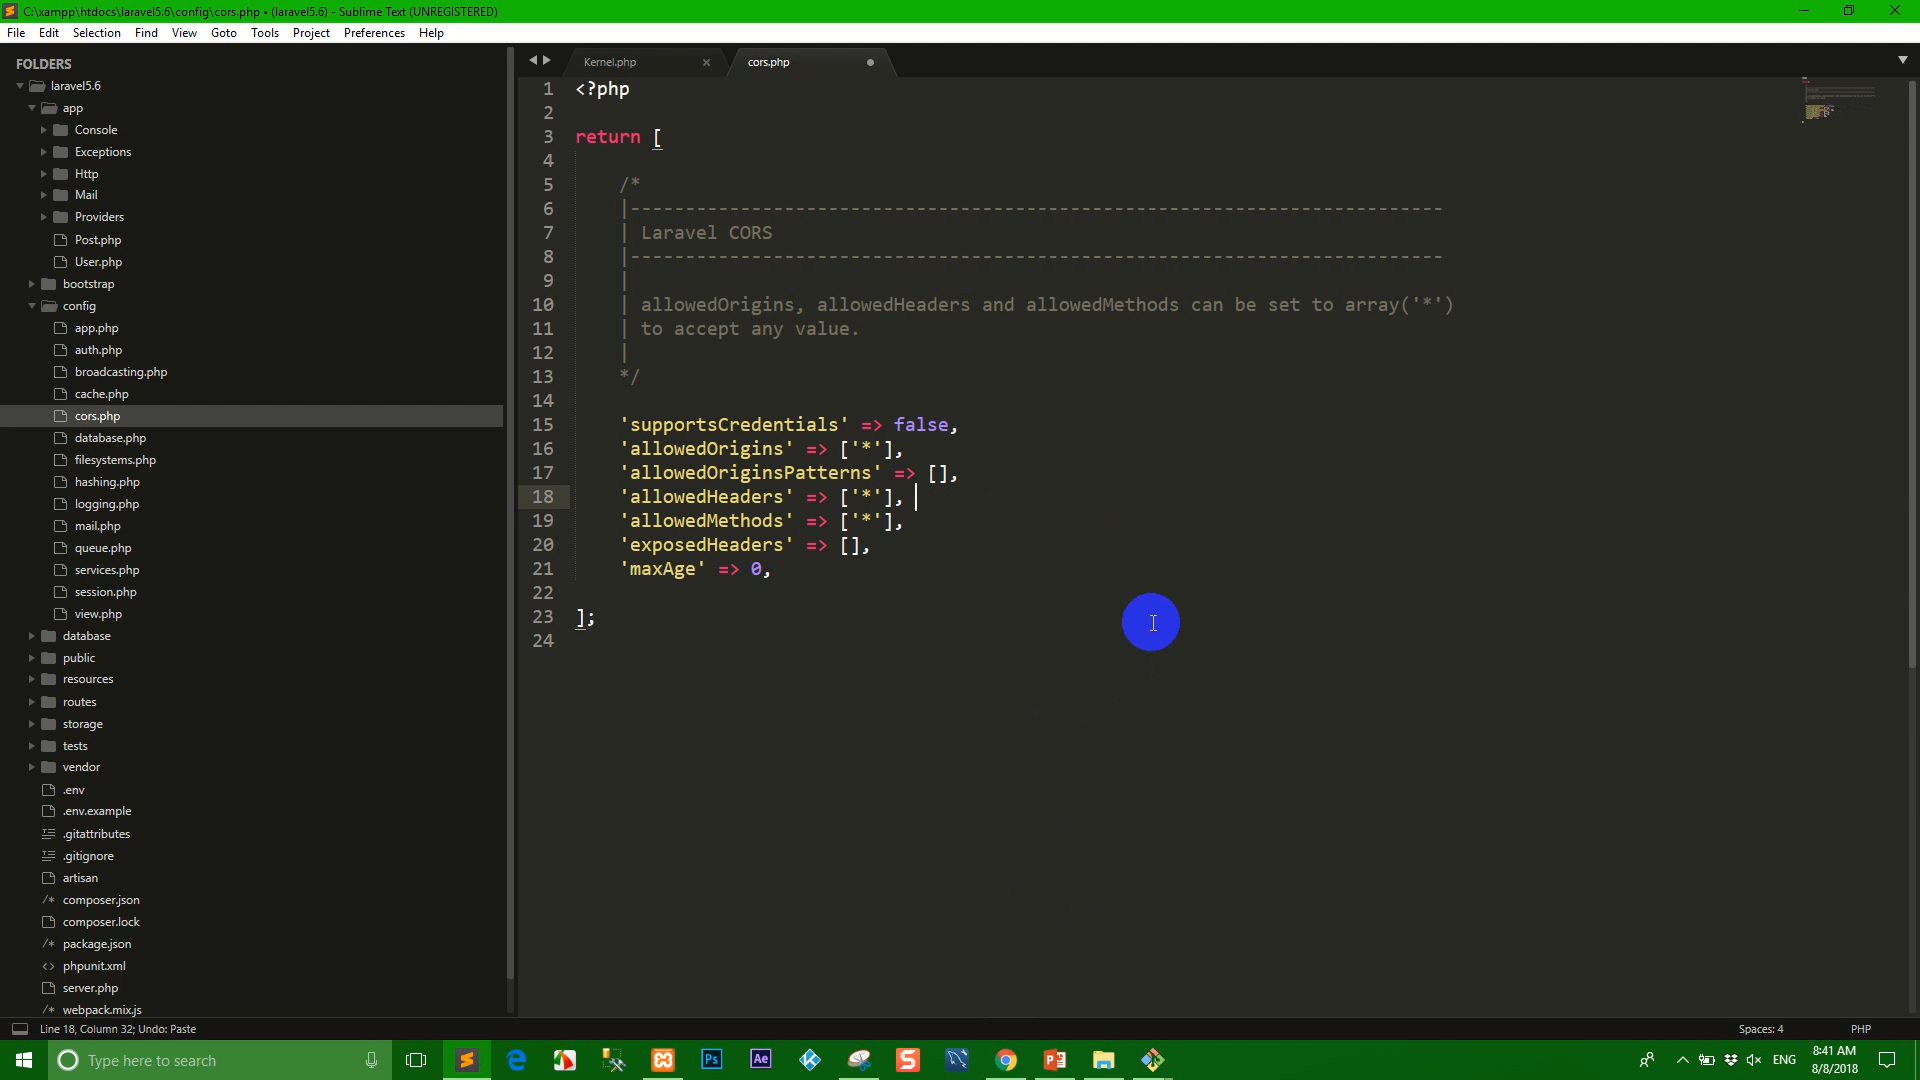 C:\xampp\htdocs\laravel5.6\config\cors.php • (laravel5.6) - Sublime Text (UNREGISTERED)
File Edit Selection Find View Goto Tools Project Preferences Help
FOLDERS
laravel5.6
app
Console
Exceptions
Http
Mail
Providers
Post.php
User.php
bootstrap
config
app.php
auth.php
broadcasting.php
cache.php
cors.php
database.php
filesystems.php
hashing.php
logging.php
mail.php
queue.php
services.php
session.php
view.php
database
public
resources
routes
storage
tests
vendor
.env
.env.example
.gitattributes
.gitignore
artisan
/* composer.json
composer.lock
/* package.json
<> phpunit.xml
server.php
/* webpack.mix.js
Kernel.php × cors.php •
1 <?php
2
3 return [
4
5     /*
6     |--------------------------------------------------------------------------
7     | Laravel CORS
8     |--------------------------------------------------------------------------
9     |
10     | allowedOrigins, allowedHeaders and allowedMethods can be set to array('*')
11     | to accept any value.
12     |
13     */
14
15     'supportsCredentials' => false,
16     'allowedOrigins' => ['*'],
17     'allowedOriginsPatterns' => [],
18     'allowedHeaders' => ['*'],
19     'allowedMethods' => ['*'],
20     'exposedHeaders' => [],
21     'maxAge' => 0,
22
23 ];
24
Line 18, Column 32; Undo: Paste
Spaces: 4 PHP
Type here to search
Ps
Ae
ENG
8:41 AM
8/8/2018